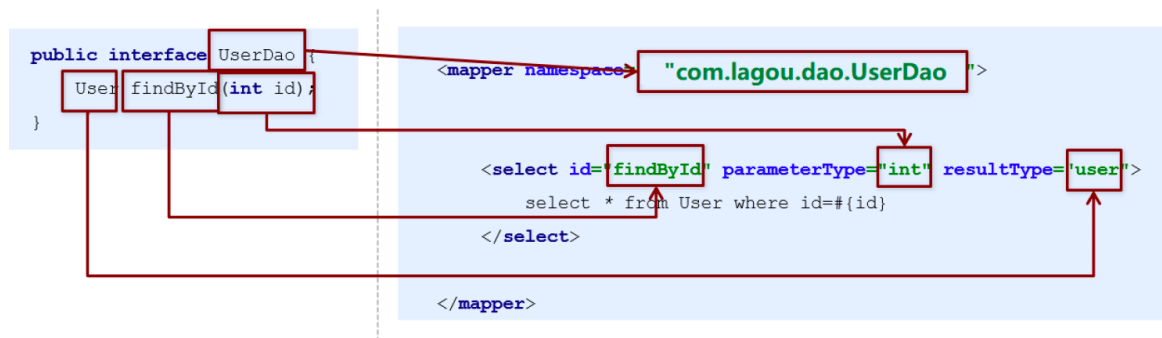 public interface UserDao {
User findById(int id);
}
<mapper namespace= "com.lagou.dao.UserDao ">
<select id="findById" parameterType="int" resultType="user">
select * from User where id=#{id}
</select>
</mapper>